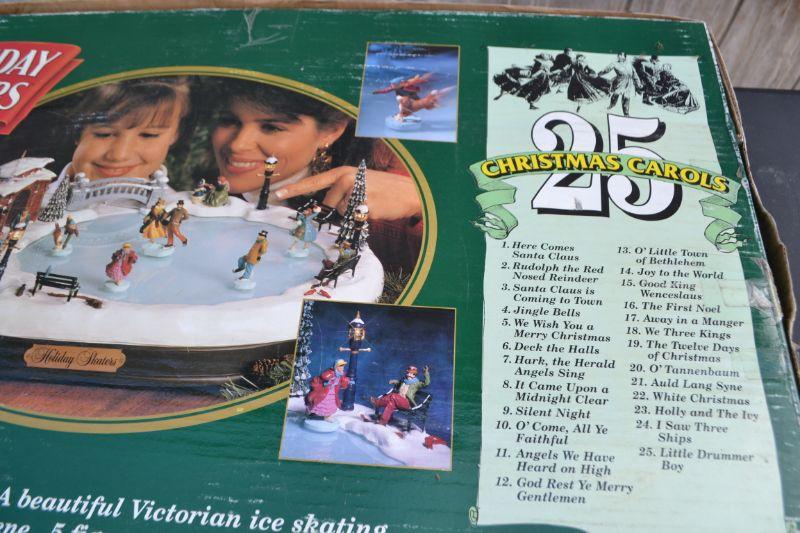 DAY
PS
Holiday Skaters
A beautiful Victorian ice skating
25
CHRISTMAS CAROLS
1. Here Comes
Santa Claus
2. Rudolph the Red
Nosed Reindeer
3. Santa Claus is
Coming to Town
4. Jingle Bells
5. We Wish You a
Merry Christmas
6. Deck the Halls
7. Hark, the Herald
Angels Sing
8. It Came Upon a
Midnight Clear
9. Silent Night
10. O' Come, All Ye
Faithful
11. Angels We Have
Heard on High
12. God Rest Ye Merry
Gentlemen
13. O' Little Town
of Bethlehem
14. Joy to the World
15. Good King
Wenceslaus
16. The First Noel
17. Away in a Manger
18. We Three Kings
19. The Twelve Days
of Christmas
20. O' Tannenbaum
21. Auld Lang Syne
22. White Christmas
23. Holly and The Ivy
24. I Saw Three
Ships
25. Little Drummer
Boy